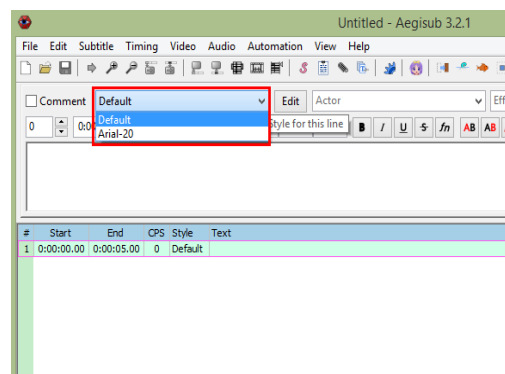 Untitled - Aegisub 3.2.1
File Edit Subtitle Timing Video Audio Automation View Help
Comment Default Edit Actor
0 Default Style for this line B I U S fn AB AB
Arial-20
# Start End CPS Style Text
1 0:00:00.00 0:00:05.00 0 Default